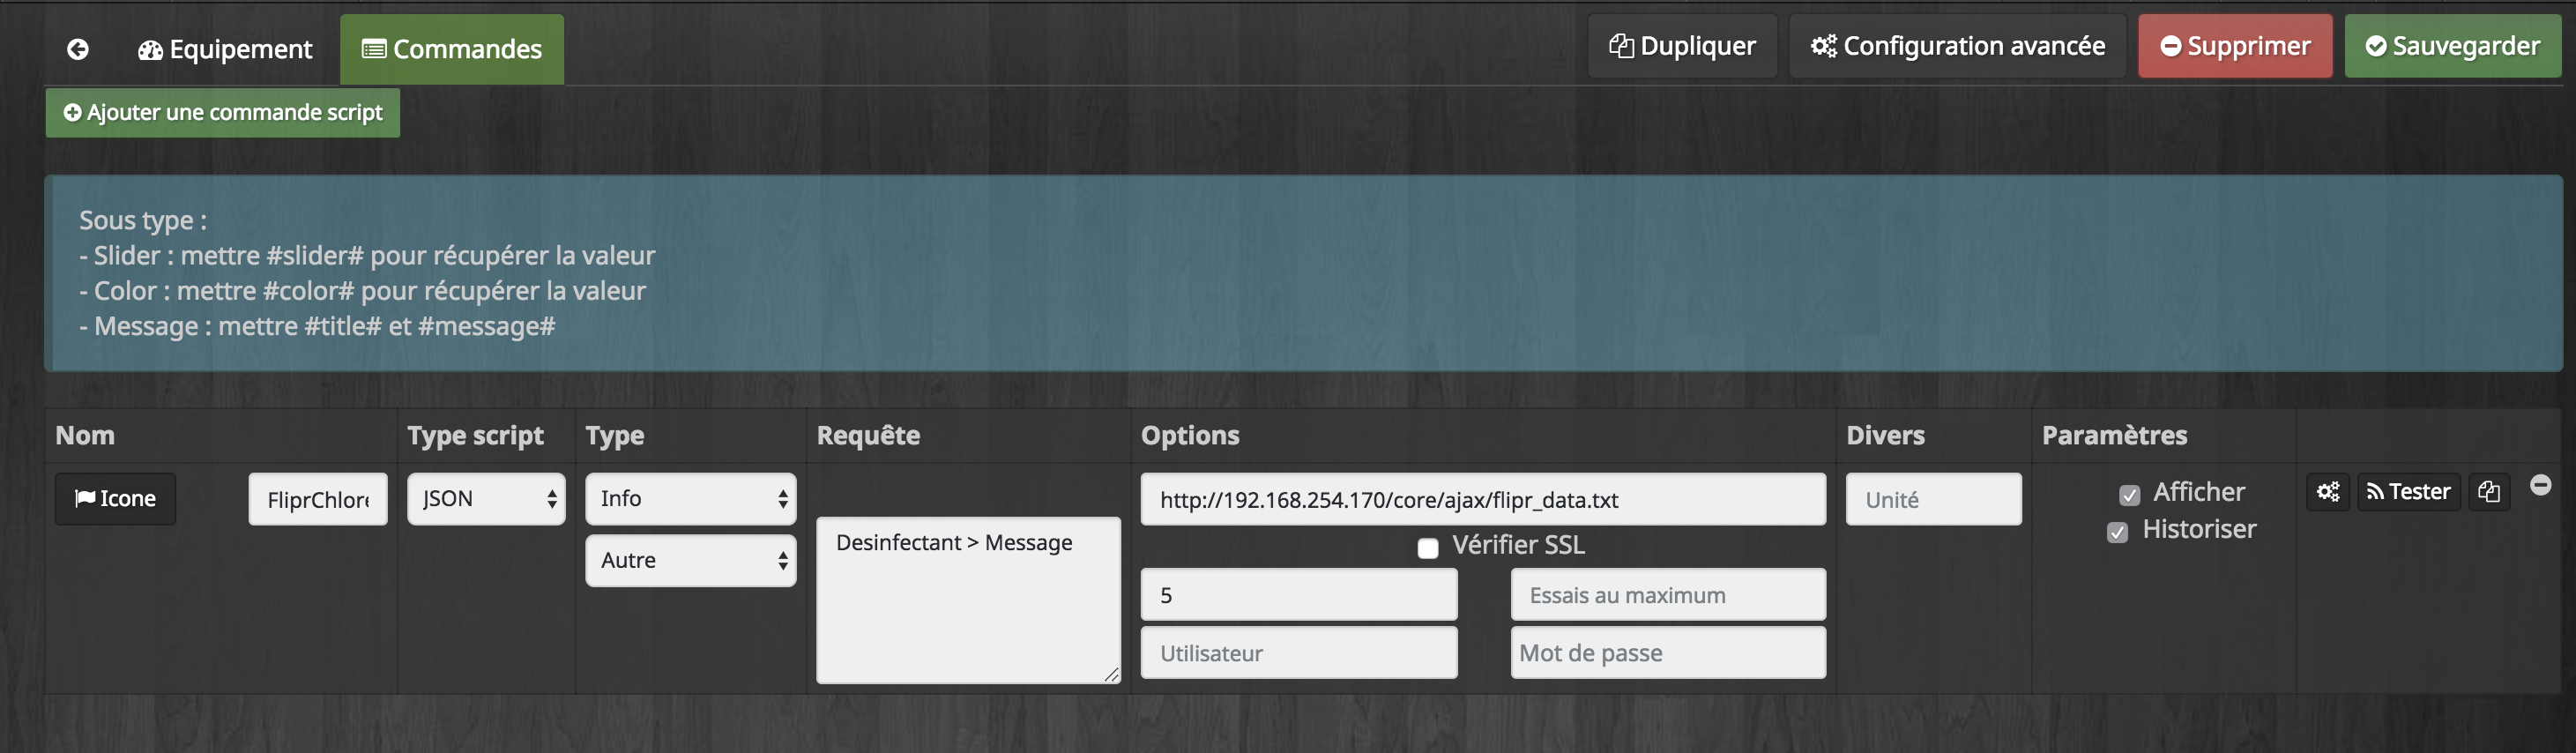 Equipement
Commandes
Dupliquer
Configuration avancée
Supprimer
Sauvegarder
Ajouter une commande script
Sous type :
- Slider : mettre #slider# pour récupérer la valeur
- Color : mettre #color# pour récupérer la valeur
- Message : mettre #title# et #message#
Nom Type script Type Requête Options Divers Paramètres
Icone
FliprChlore
JSON
Info
Autre
Desinfectant > Message
http://192.168.254.170/core/ajax/flipr_data.txt
Vérifier SSL
5
Essais au maximum
Utilisateur
Mot de passe
Unité
Afficher
Historiser
Tester